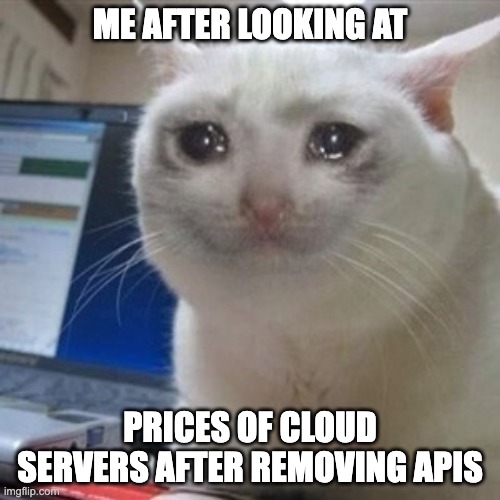 ME AFTER LOOKING AT
PRICES OF CLOUD
SERVERS AFTER REMOVING APIS
imgflip.com